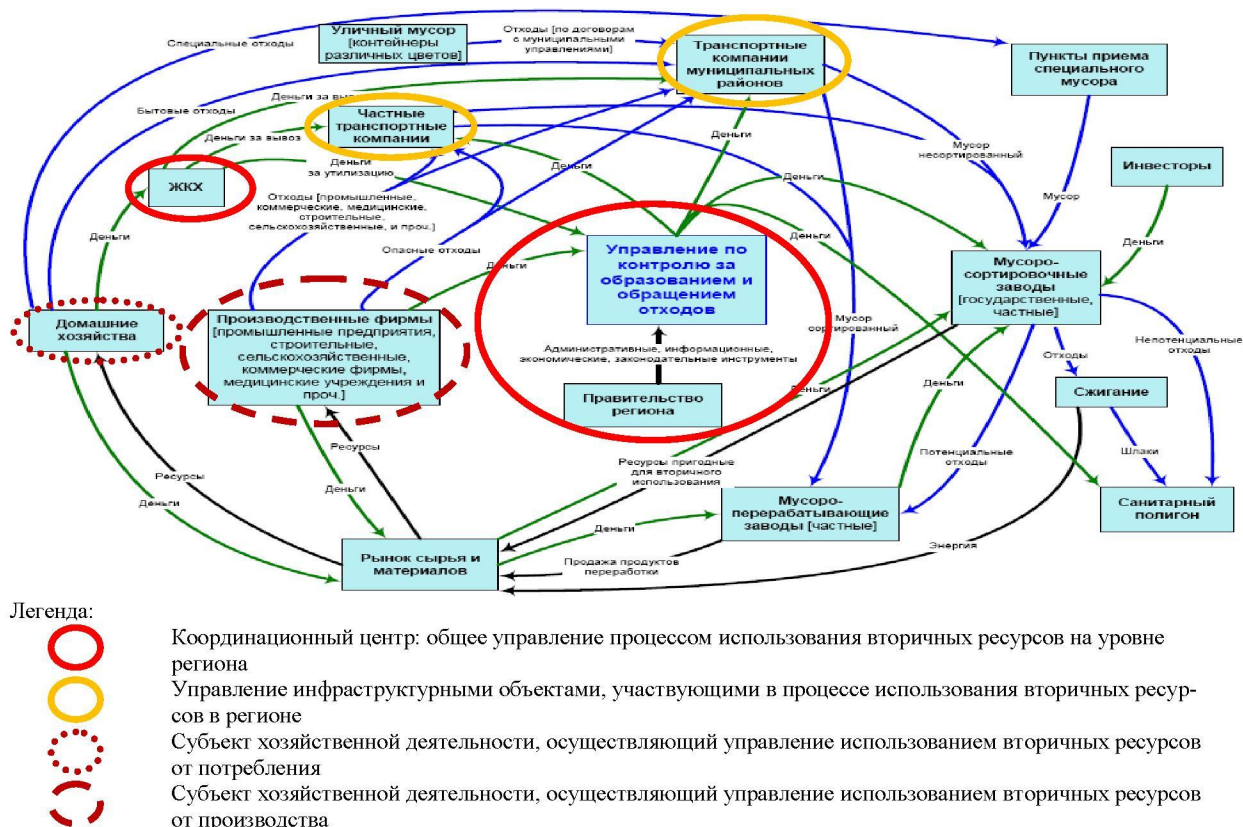 Специальные отходы
Уличный мусор
[контейнеры
различных цветов]
Отходы [по договорам
с муниципальными
управлениями]
Транспортные
компании
муниципальных
районов
Пункты приема
специального
мусора
Бытовые отходы
Деньги за вывоз
Деньги за вывоз
Частные
транспортные
компании
Деньги
Деньги
за утилизацию
Деньги
Деньги
Мусор
несортированный
Инвесторы
ЖКХ
Отходы [промышленные,
коммерческие, медицинские,
строительные,
сельскохозяйственные, и проч.]
Мусор
Деньги
Опасные отходы
Деньги
Деньги
Деньги
Управление по
контролю за
образованием и
обращением
отходов
Мусоро-
сортировочные
заводы
[государственные,
частные]
Домашние
хозяйства
Производственные фирмы
[промышленные предприятия,
строительные,
сельскохозяйственные,
коммерческие фирмы,
медицинские учреждения и
проч.]
Мусор
сортированный
Непотенциальные
отходы
Административные, информационные,
экономические, законодательные инструменты
Отходы
Деньги
Деньги
Правительство
региона
Сжигание
Ресурсы
Ресурсы
Ресурсы пригодные
для вторичного
использования
Потенциальные
отходы
Шлаки
Деньги
Деньги
Мусоро-
перерабатывающие
заводы [частные]
Санитарный
полигон
Деньги
Рынок сырья и
материалов
Продажа продуктов
переработки
Энергия
Легенда:
Координационный центр: общее управление процессом использования вторичных ресурсов на уровне
региона
Управление инфраструктурными объектами, участвующими в процессе использования вторичных ресур-
сов в регионе
Субъект хозяйственной деятельности, осуществляющий управление использованием вторичных ресурсов
от потребления
Субъект хозяйственной деятельности, осуществляющий управление использованием вторичных ресурсов
от производства